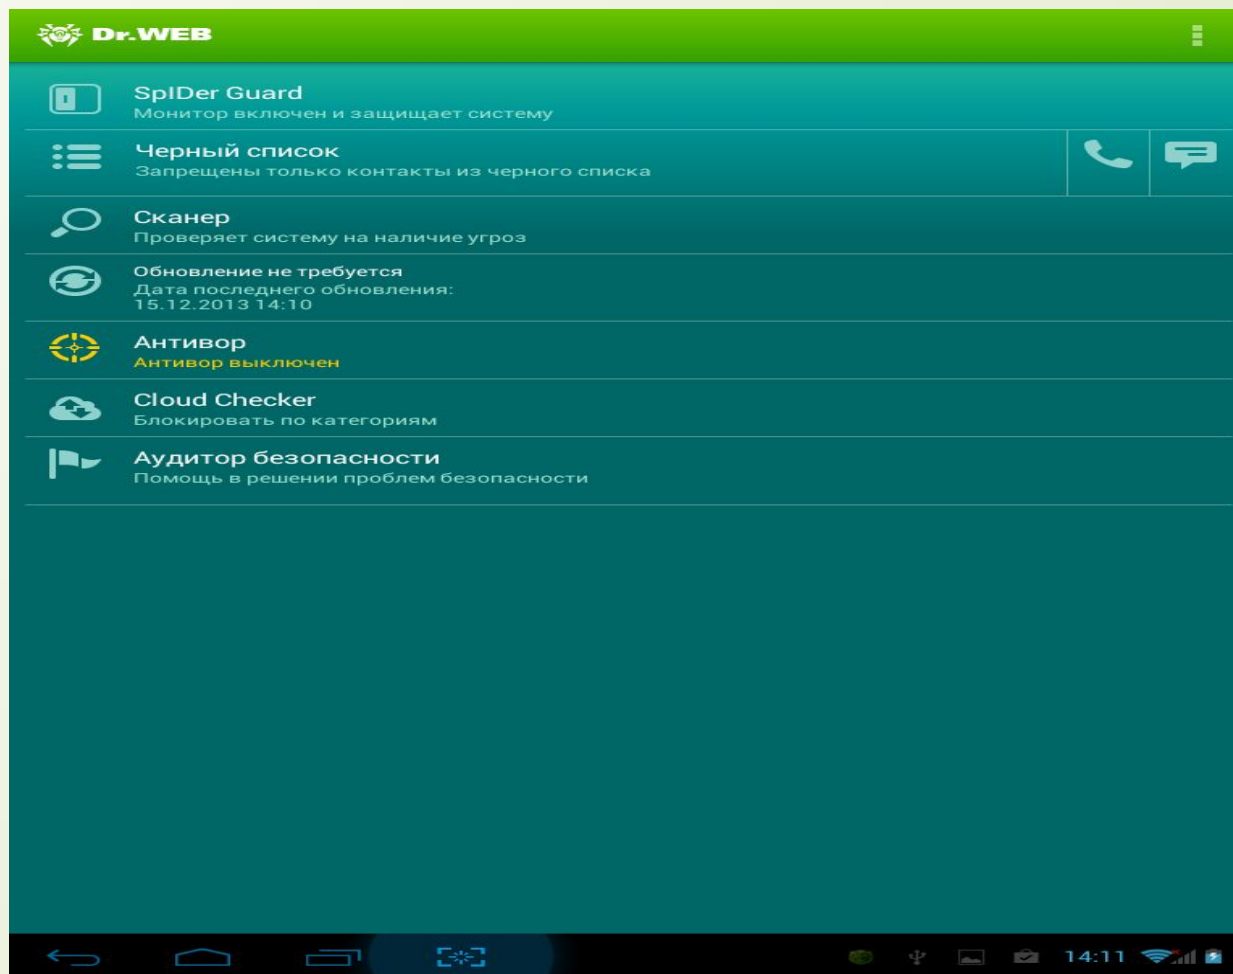 Dr.WEB
SpIDer Guard
Монитор включен и защищает систему
Черный список
Запрещены только контакты из черного списка
Сканер
Проверяет систему на наличие угроз
Обновление не требуется
Дата последнего обновления:
15.12.2013 14:10
Антивор
Антивор выключен
Cloud Checker
Блокировать по категориям
Аудитор безопасности
Помощь в решении проблем безопасности
14:11